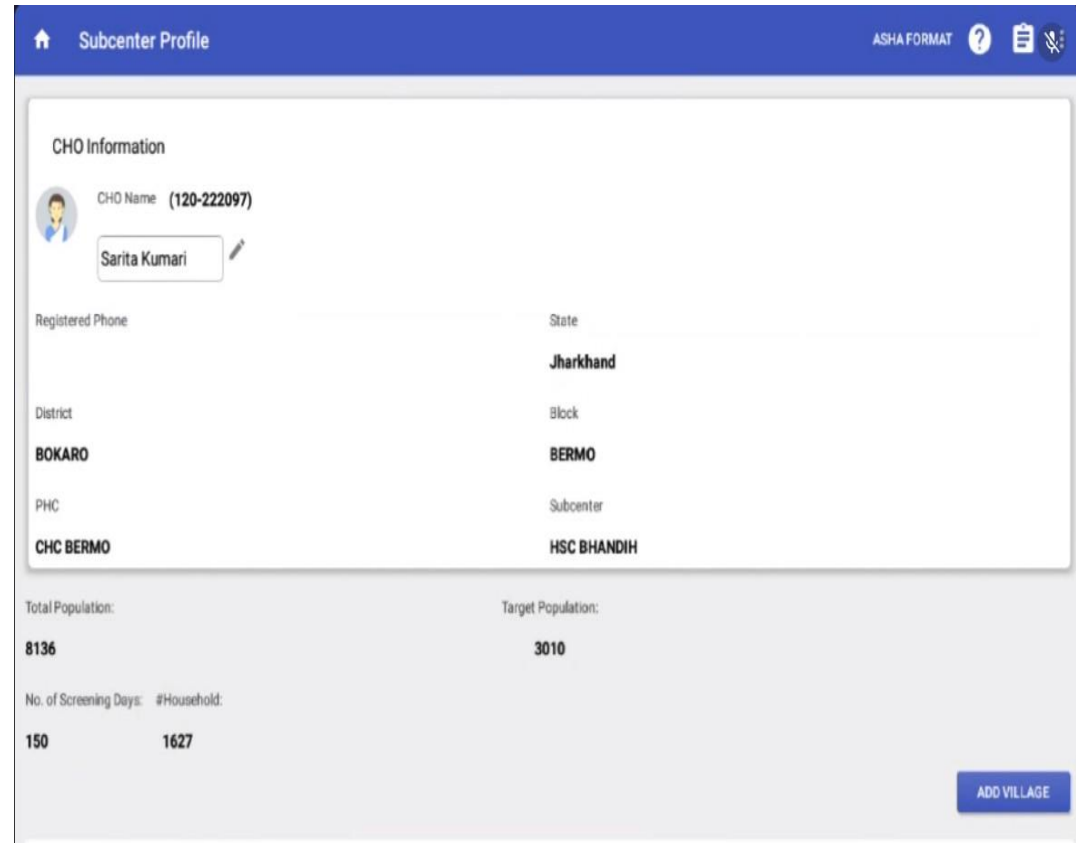 Subcenter Profile ASHA FORMAT ?
CHO Information
CHO Name (120-222097)
Sarita Kumari
Registered Phone State
Jharkhand
District Block
BOKARO BERMO
PHC Subcenter
CHC BERMO HSC BHANDIH
Total Population: Target Population:
8136 3010
No. of Screening Days: #Household:
150 1627
ADD VILLAGE